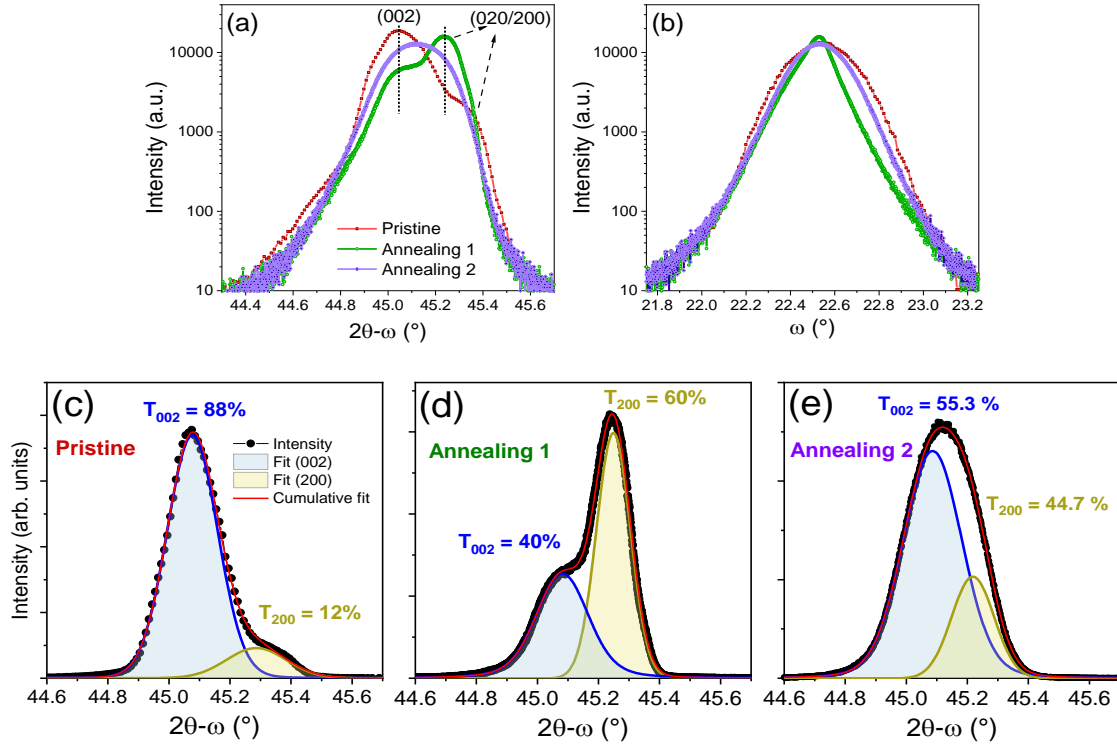 (a)
(002)
(020/200)
10000
1000
100
10
Intensity (a.u.)
Pristine
Annealing 1
Annealing 2
44.4 44.6 44.8 45.0 45.2 45.4 45.6
2θ-ω (°)
(b)
10000
1000
100
10
Intensity (a.u.)
21.8 22.0 22.2 22.4 22.6 22.8 23.0 23.2
ω (°)
(c)
T002 = 88%
Pristine
Intensity
Fit (002)
Fit (200)
Cumulative fit
T200 = 12%
Intensity (arb. units)
44.6 44.8 45.0 45.2 45.4 45.6
2θ-ω (°)
(d)
T200 = 60%
Annealing 1
T002 = 40%
44.6 44.8 45.0 45.2 45.4 45.6
2θ-ω (°)
(e)
T002 = 55.3 %
Annealing 2
T200 = 44.7 %
44.6 44.8 45.0 45.2 45.4 45.6
2θ-ω (°)